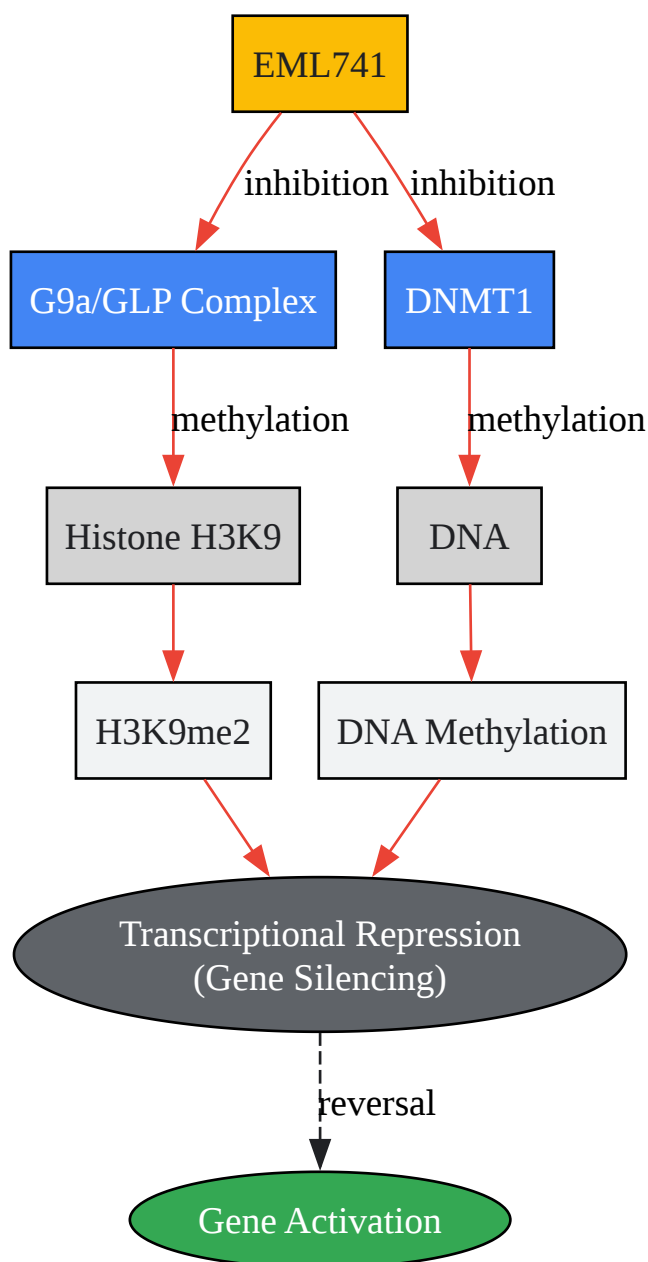 EML741
inhibition
inhibition
G9a/GLP Complex
DNMT1
methylation
methylation
Histone H3K9
DNA
H3K9me2
DNA Methylation
Transcriptional Repression
(Gene Silencing)
reversal
Gene Activation